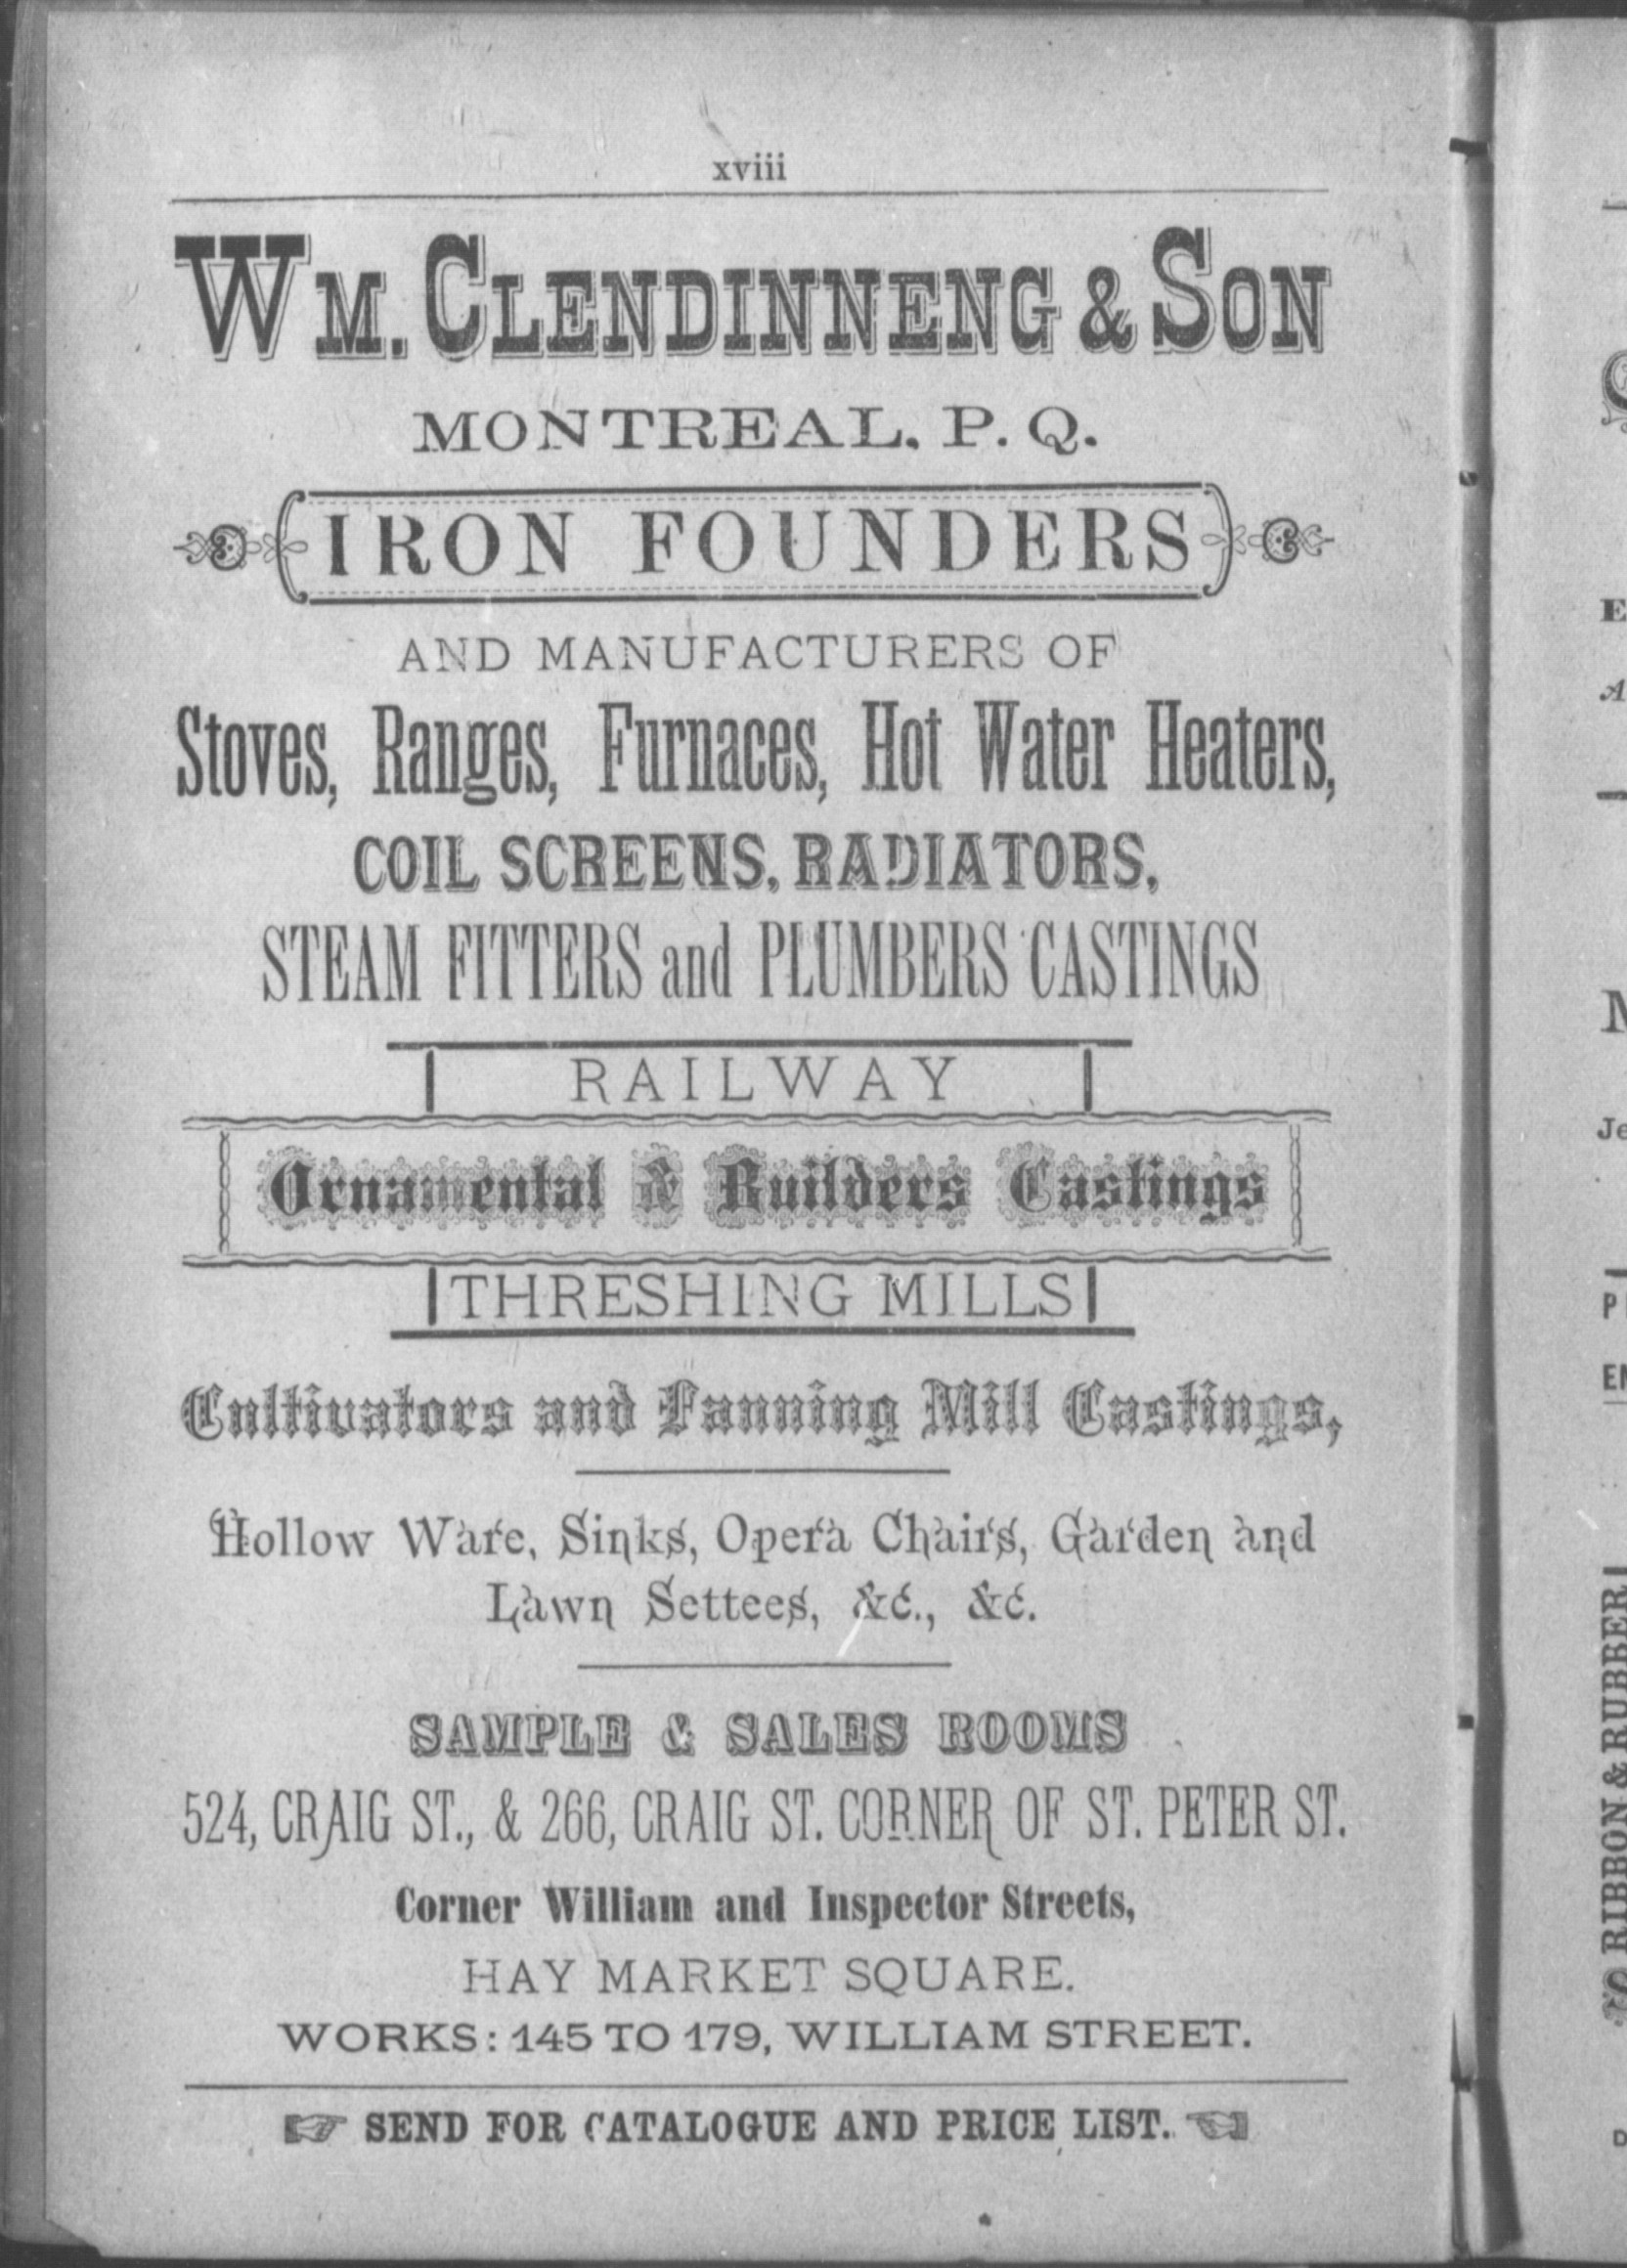 xviii
WM. CLENDINNENG & SON
MONTREAL, P. Q.
IRON FOUNDERS
AND MANUFACTURERS OF
Stoves, Ranges, Furnaces, Hot Water Heaters,
COIL SCREENS, RADIATORS,
STEAM FITTERS and PLUMBERS CASTINGS
RAILWAY
Ornamental & Builders Castings
THRESHING MILLS
Cultivators and Fanning Mill Castings,
Hollow Ware, Sinks, Opera Chairs, Garden and
Lawn Settees, &c., &c.
SAMPLE & SALES ROOMS
524, CRAIG ST., & 266, CRAIG ST. CORNER OF ST. PETER ST.
Corner William and Inspector Streets,
HAY MARKET SQUARE.
WORKS: 145 TO 179, WILLIAM STREET.
☞ SEND FOR CATALOGUE AND PRICE LIST. ☜
RIBBON & RUBBER